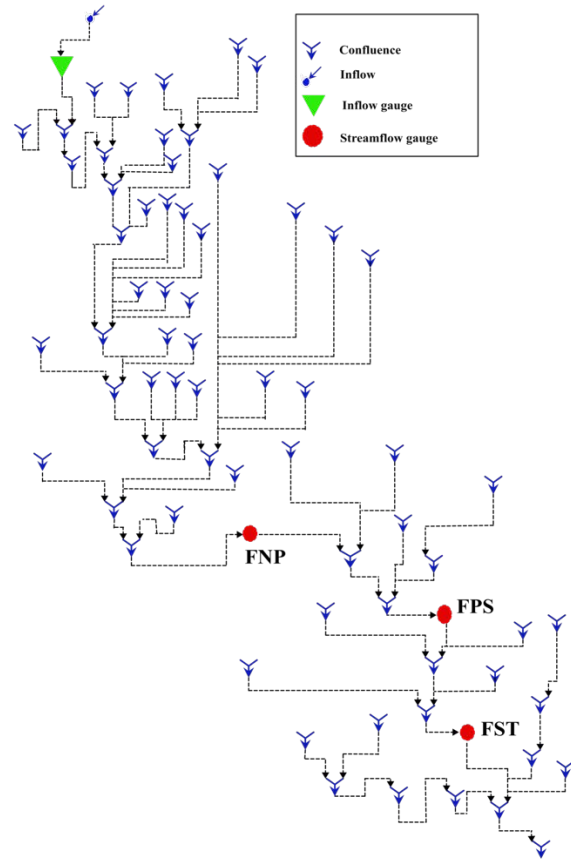 Confluence
Inflow
Inflow gauge
Streamflow gauge
FNP
FPS
FST